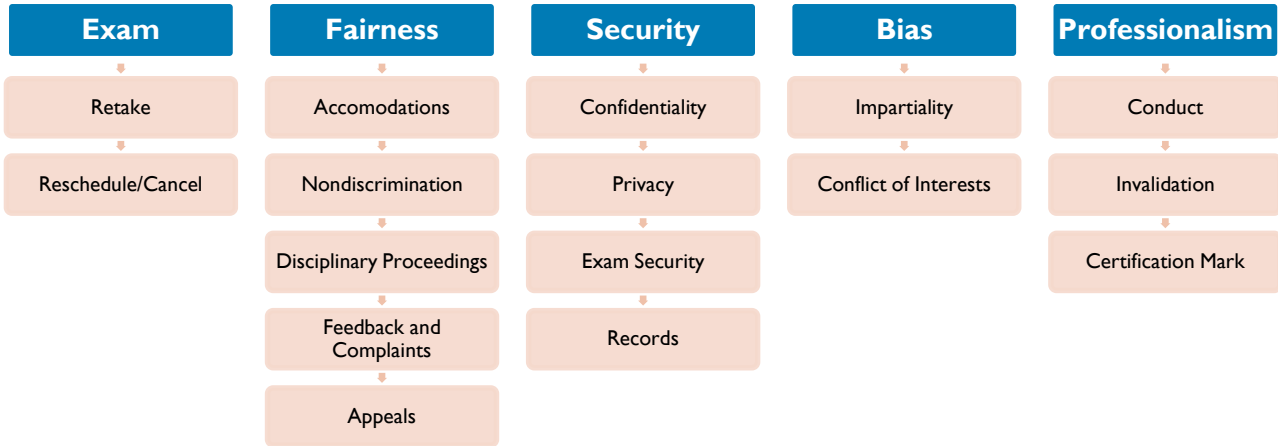 Exam
Retake
Reschedule/Cancel
Fairness
Accomodations
Nondiscrimination
Disciplinary Proceedings
Feedback and
Complaints
Appeals
Security
Confidentiality
Privacy
Exam Security
Records
Bias
Impartiality
Conflict of Interests
Professionalism
Conduct
Invalidation
Certification Mark